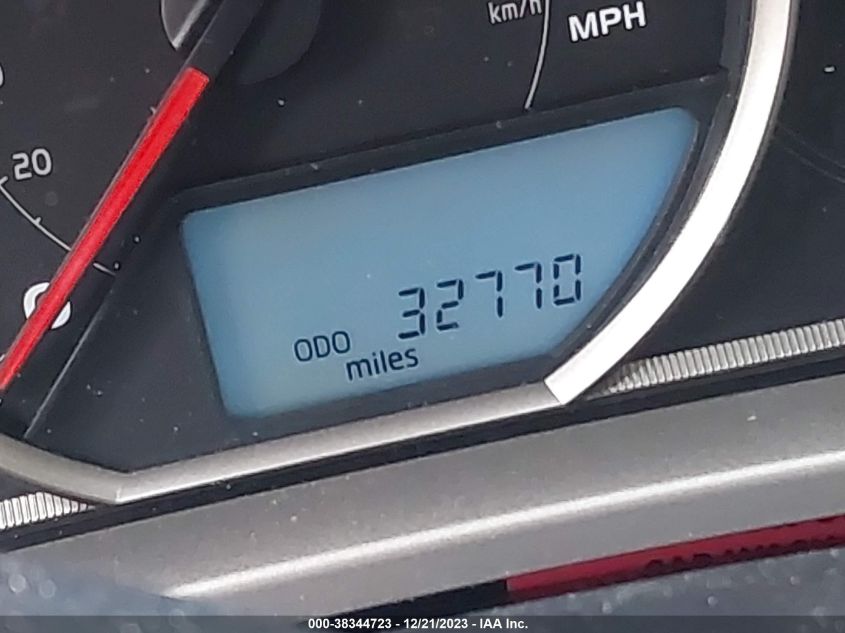 km/h
MPH
20
32770
ODO
miles
000-38344723 - 12/21/2023 - IAA Inc.